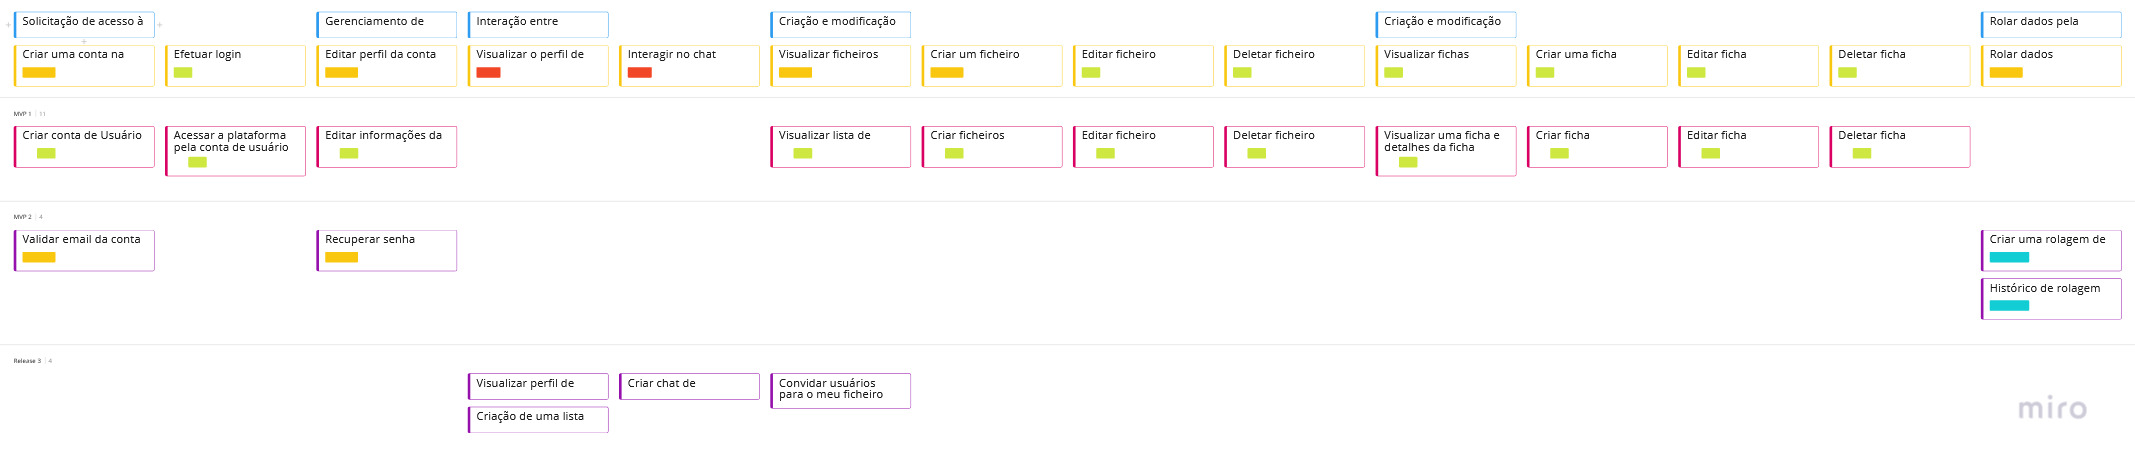 Solicitação de acesso à
Gerenciamento de
Interação entre
Criação e modificação
Criação e modificação
Rolar dados pela
Criar uma conta na
Efetuar login
Editar perfil da conta
Visualizar o perfil de
Interagir no chat
Visualizar ficheiros
Criar um ficheiro
Editar ficheiro
Deletar ficheiro
Visualizar fichas
Criar uma ficha
Editar ficha
Deletar ficha
Rolar dados
MVP 1 | 11
Criar conta de Usuário
Acessar a plataforma
pela conta de usuário
Editar informações da
Visualizar lista de
Criar ficheiros
Editar ficheiro
Deletar ficheiro
Visualizar uma ficha e
detalhes da ficha
Criar ficha
Editar ficha
Deletar ficha
MVP 2 | 4
Validar email da conta
Recuperar senha
Criar uma rolagem de
Histórico de rolagem
Release 3 | 4
Visualizar perfil de
Criar chat de
Convidar usuários
para o meu ficheiro
Criação de uma lista
miro